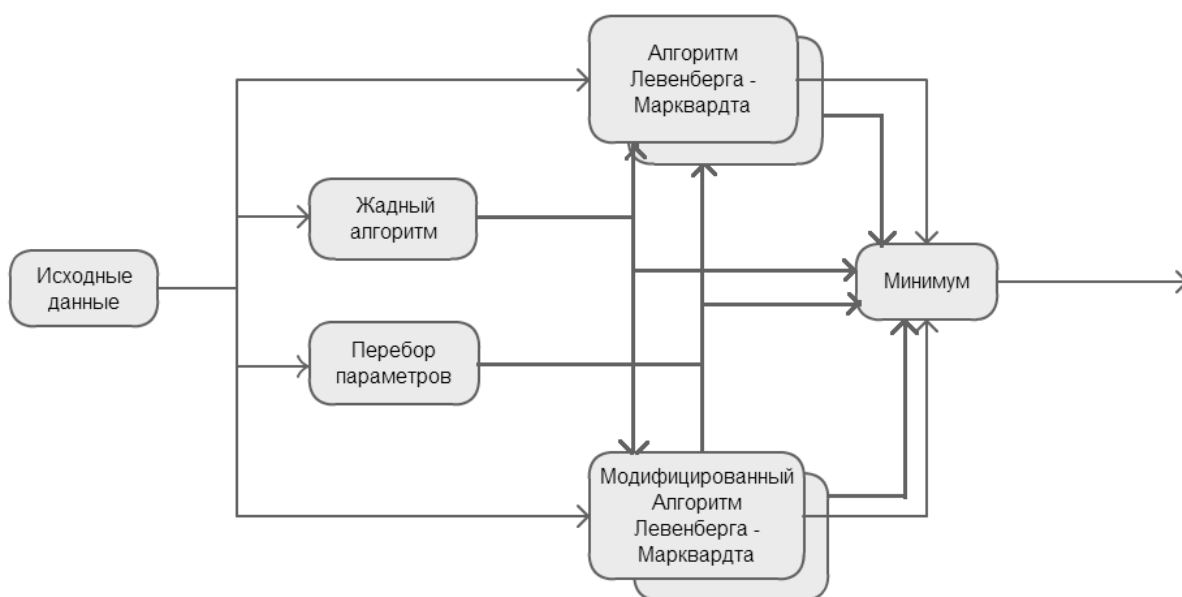 Алгоритм
Левенберга -
Марквардта
Жадный
алгоритм
Исходные
данные
Минимум
Перебор
параметров
Модифицированный
Алгоритм
Левенберга -
Марквардта